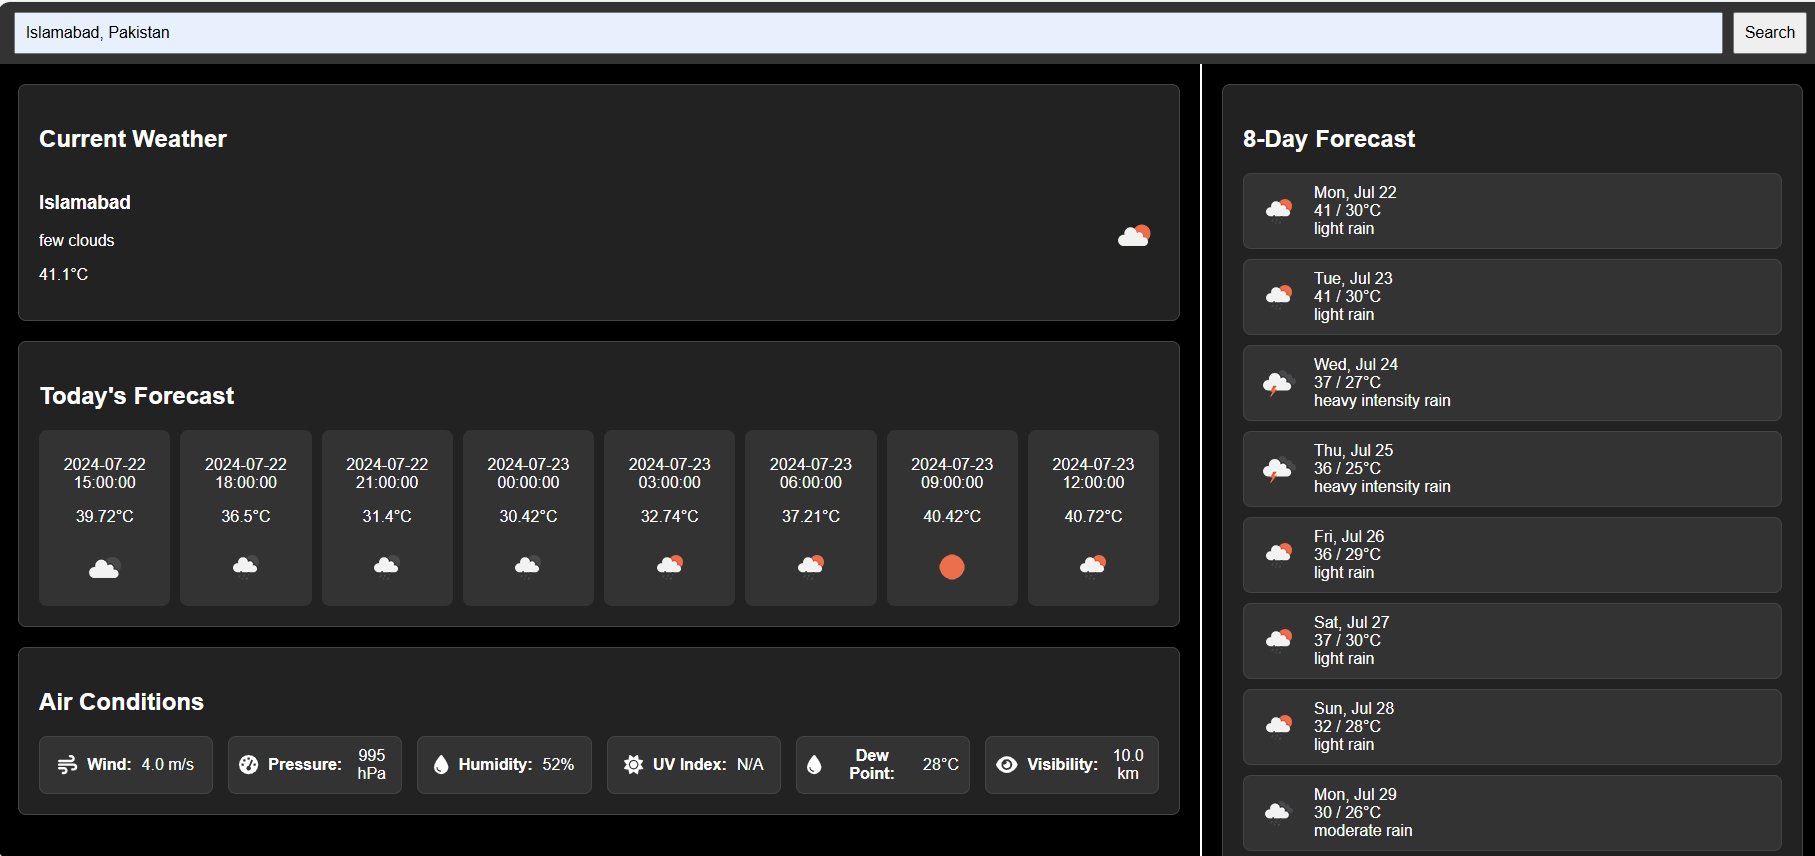 Islamabad, Pakistan
Search
Current Weather
Islamabad
few clouds
41.1°C
Today's Forecast
2024-07-22
15:00:00
39.72°C
2024-07-22
18:00:00
36.5°C
2024-07-22
21:00:00
31.4°C
2024-07-23
00:00:00
30.42°C
2024-07-23
03:00:00
32.74°C
2024-07-23
06:00:00
37.21°C
2024-07-23
09:00:00
40.42°C
2024-07-23
12:00:00
40.72°C
Air Conditions
Wind: 4.0 m/s
Pressure: 995
hPa
Humidity: 52%
UV Index: N/A
Dew
Point: 28°C
Visibility: 10.0
km
8-Day Forecast
Mon, Jul 22
41 / 30°C
light rain
Tue, Jul 23
41 / 30°C
light rain
Wed, Jul 24
37 / 27°C
heavy intensity rain
Thu, Jul 25
36 / 25°C
heavy intensity rain
Fri, Jul 26
36 / 29°C
light rain
Sat, Jul 27
37 / 30°C
light rain
Sun, Jul 28
32 / 28°C
light rain
Mon, Jul 29
30 / 26°C
moderate rain